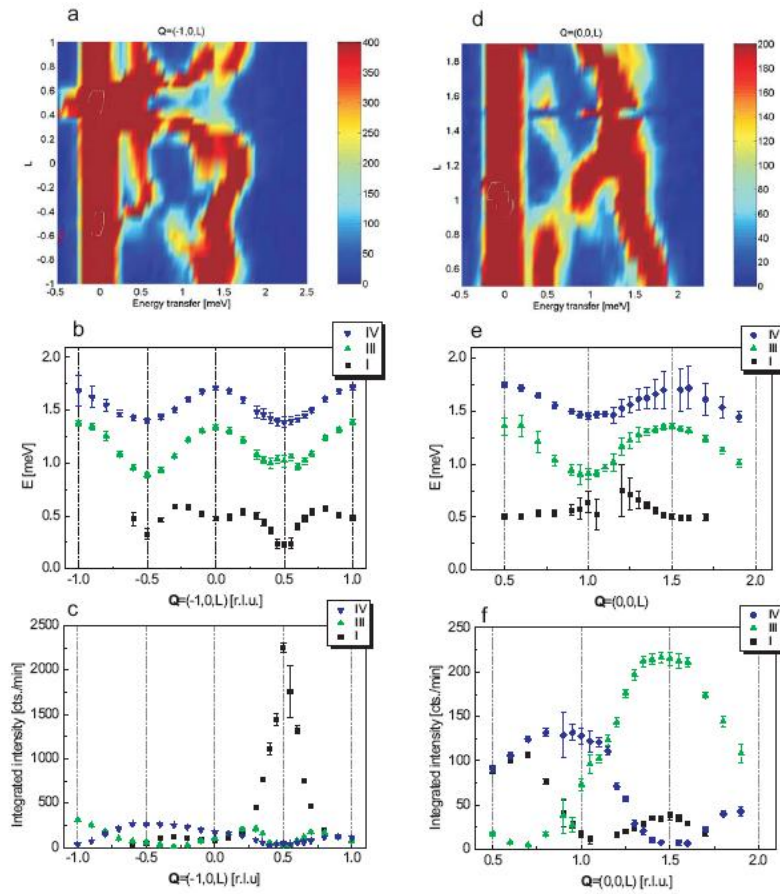 a
Q=(-1,0,L)
1
0.8
0.6
0.4
0.2
0
-0.2
-0.4
-0.6
-0.8
-1
L
-0.5 0 0.5 1 1.5 2 2.5
Energy transfer [meV]
400
350
300
250
200
150
100
50
0
d
Q=(0,0,L)
1.8
1.6
1.4
1.2
1
0.8
0.6
L
-0.5 0 0.5 1 1.5 2
Energy transfer [meV]
200
180
160
140
120
100
80
60
40
20
0
b
IV
III
I
2.0
1.5
1.0
0.5
0.0
E [meV]
-1.0 -0.5 0.0 0.5 1.0
Q=(-1,0,L) [r.l.u.]
e
IV
III
I
2.0
1.5
1.0
0.5
0.0
E [meV]
0.5 1.0 1.5 2.0
Q=(0,0,L)
c
IV
III
I
2500
2250
2000
1750
1500
1250
1000
750
500
250
0
Integrated intensity [cts./min]
-1.0 -0.5 0.0 0.5 1.0
Q=(-1,0,L) [r.l.u]
f
IV
III
I
250
200
150
100
50
0
Integrated intensity [cts./min]
0.5 1.0 1.5 2.0
Q=(0,0,L) [r.l.u.]